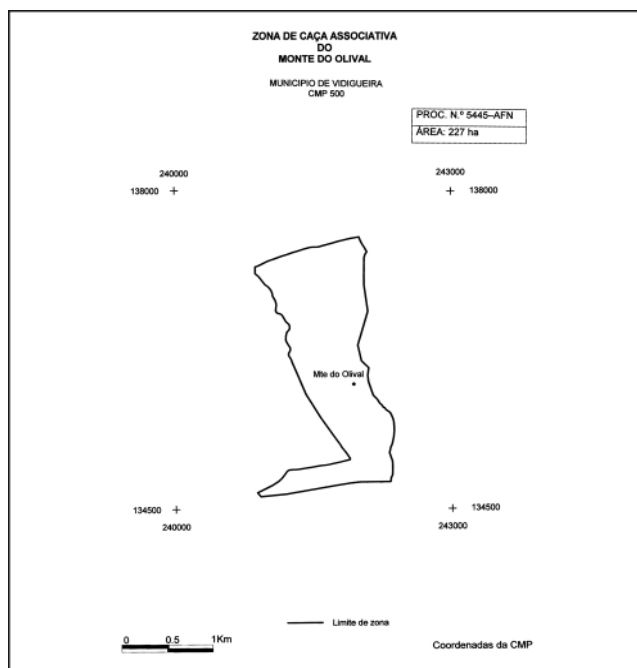 ZONA DE CAÇA ASSOCIATIVA
DO
MONTE DO OLIVAL
MUNICIPIO DE VIDIGUEIRA
CMP 500
PROC. N.º 5445–AFN
ÁREA: 227 ha
240000
243000
138000
138000
Mte do Olival
134500
134500
240000
243000
Limite de zona
0 0.5 1Km
Coordenadas da CMP